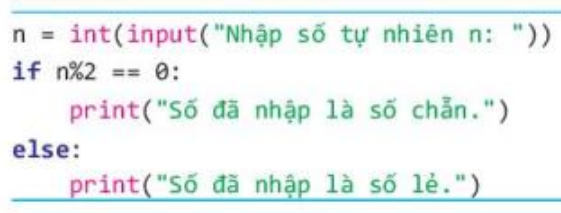 n = int(input("Nhập số tự nhiên n: "))
if n%2 == 0:
    print("Số đã nhập là số chẵn.")
else:
    print("Số đã nhập là số lẻ.")